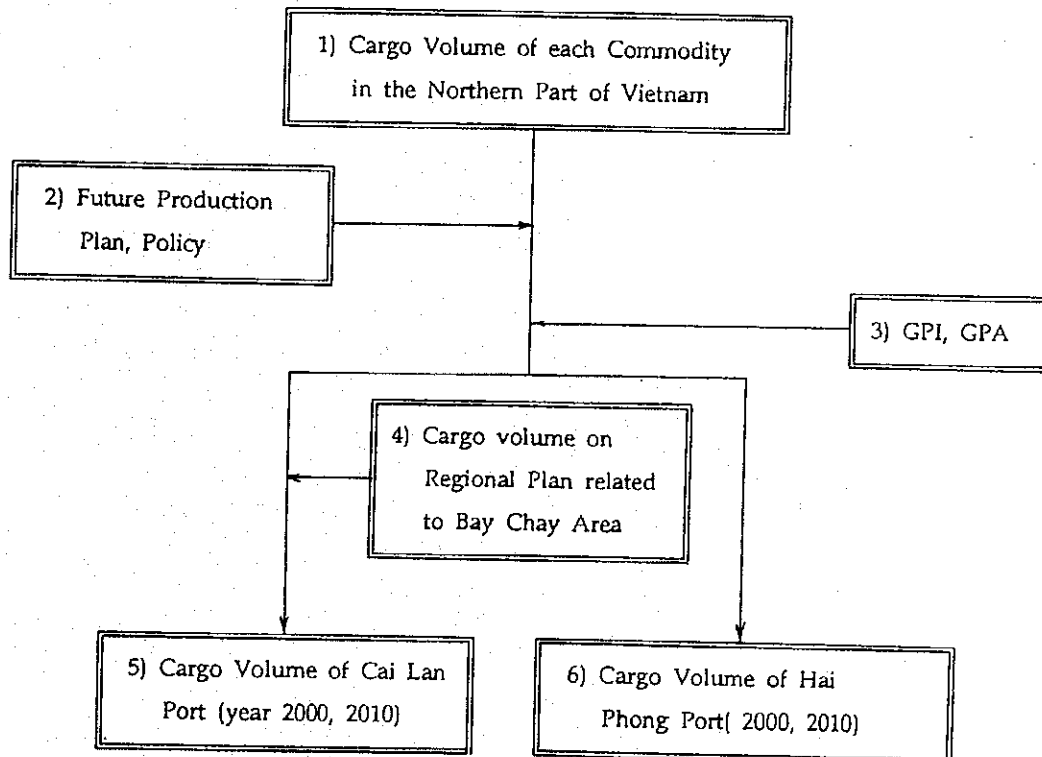 1) Cargo Volume of each Commodity
in the Northern Part of Vietnam
2) Future Production
Plan, Policy
3) GPI, GPA
4) Cargo volume on
Regional Plan related
to Bay Chay Area
5) Cargo Volume of Cai Lan
Port (year 2000, 2010)
6) Cargo Volume of Hai
Phong Port( 2000, 2010)